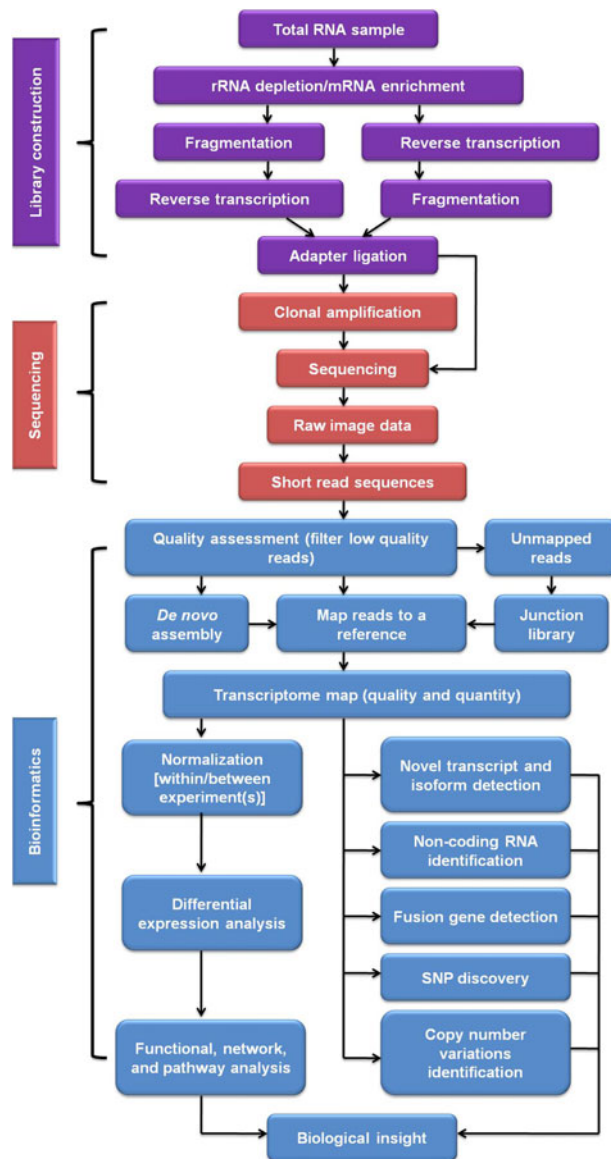 Library construction
Total RNA sample
rRNA depletion/mRNA enrichment
Fragmentation
Reverse transcription
Reverse transcription
Fragmentation
Adapter ligation
Sequencing
Clonal amplification
Sequencing
Raw image data
Short read sequences
Bioinformatics
Quality assessment (filter low quality
reads)
Unmapped
reads
De novo
assembly
Map reads to a
reference
Junction
library
Transcriptome map (quality and quantity)
Normalization
[within/between
experiment(s)]
Differential
expression analysis
Functional, network,
and pathway analysis
Novel transcript and
isoform detection
Non-coding RNA
identification
Fusion gene detection
SNP discovery
Copy number
variations
identification
Biological insight